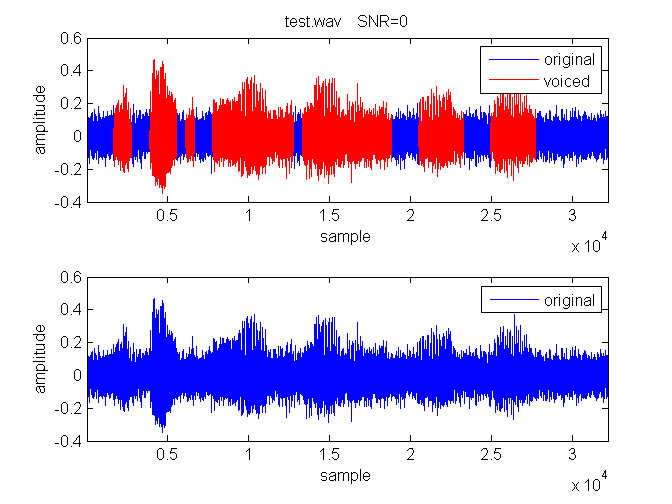 test.wav   SNR=0
0.6
0.4
0.2
0
-0.2
-0.4
amplitude
original
voiced
0.5 1 1.5 2 2.5 3
sample
x 10^4
0.6
0.4
0.2
0
-0.2
-0.4
amplitude
original
0.5 1 1.5 2 2.5 3
sample
x 10^4